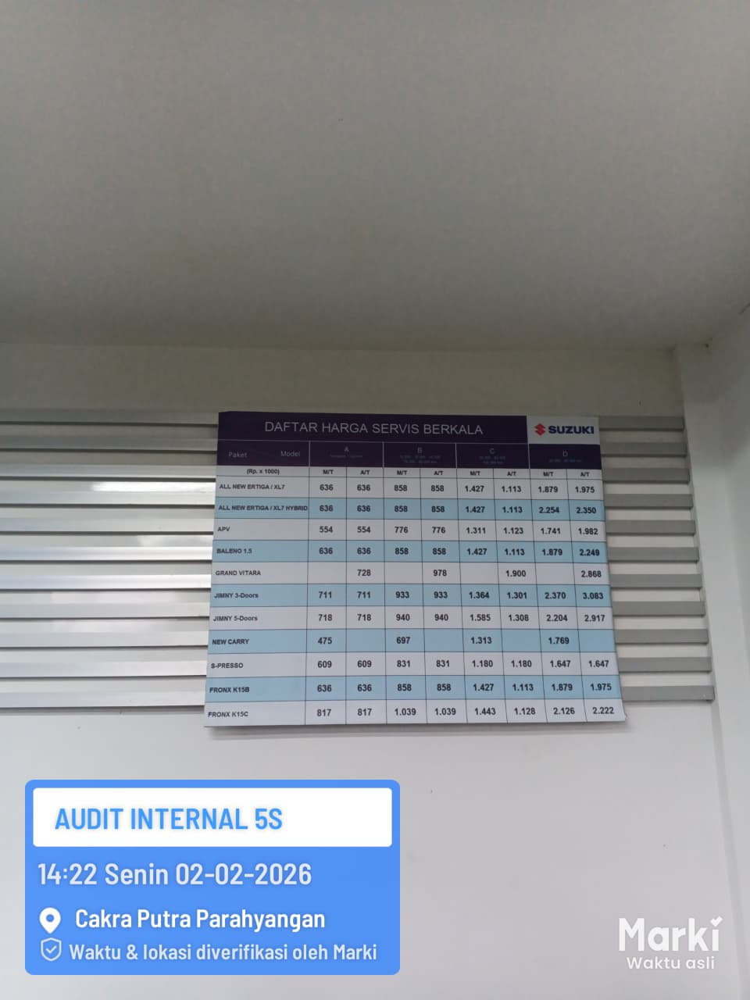 DAFTAR HARGA SERVIS BERKALA
SUZUKI
Paket Model A B C D
(Rp. x 1000) M/T A/T M/T A/T M/T A/T M/T A/T
ALL NEW ERTIGA / XL7 636 636 858 858 1.427 1.113 1.879 1.975
ALL NEW ERTIGA / XL7 HYBRID 636 636 858 858 1.427 1.113 2.254 2.350
APV 554 554 776 776 1.311 1.123 1.741 1.982
BALENO 1.5 636 636 858 858 1.427 1.113 1.879 2.249
GRAND VITARA 728 978 1.900 2.868
JIMNY 3-Doors 711 711 933 933 1.364 1.301 2.370 3.083
JIMNY 5-Doors 718 718 940 940 1.585 1.308 2.204 2.917
NEW CARRY 475 697 1.313 1.769
S-PRESSO 609 609 831 831 1.180 1.180 1.647 1.647
FRONX K15B 636 636 858 858 1.427 1.113 1.879 1.975
FRONX K15C 817 817 1.039 1.039 1.443 1.128 2.126 2.222
AUDIT INTERNAL 5S
14:22 Senin 02-02-2026
Cakra Putra Parahyangan
Waktu & lokasi diverifikasi oleh Marki
Marki
Waktu asli